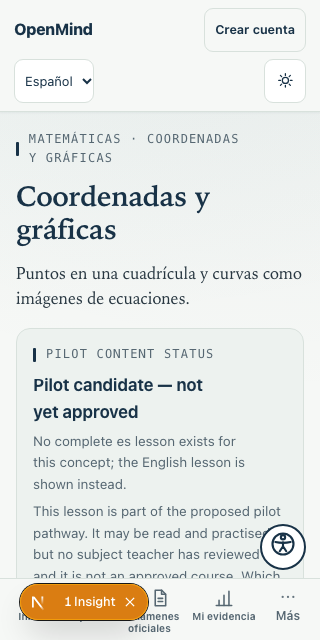 OpenMind
Crear cuenta
Español
MATEMÁTICAS · COORDENADAS
Y GRÁFICAS
Coordenadas y
gráficas
Puntos en una cuadrícula y curvas como
imágenes de ecuaciones.
PILOT CONTENT STATUS
Pilot candidate — not
yet approved
No complete es lesson exists for
this concept; the English lesson is
shown instead.
This lesson is part of the proposed pilot
pathway. It may be read and practised
but no subject teacher has reviewed
and it is not an approved course. Which
1 Insight
oficiales
Mi evidencia
Más